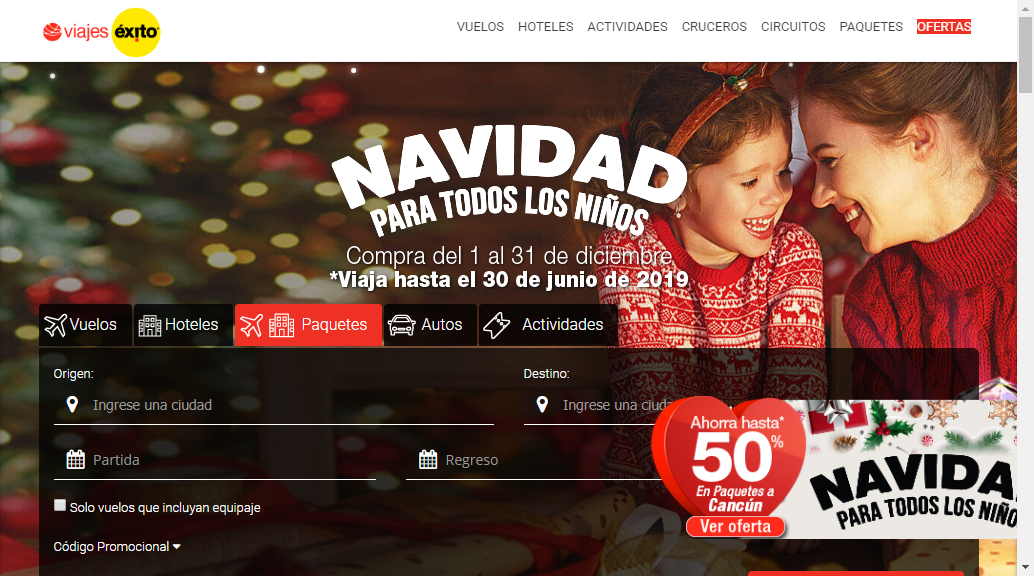 viajes éxito
VUELOS HOTELES ACTIVIDADES CRUCEROS CIRCUITOS PAQUETES OFERTAS
NAVIDAD
PARA TODOS LOS NIÑOS
Compra del 1 al 31 de diciembre
*Viaja hasta el 30 de junio de 2019
Vuelos Hoteles Paquetes Autos Actividades
Origen: Destino:
Ingrese una ciudad Ingrese una ciuda
Ahorra hasta*
50%
En Paquetes a
Cancún
Ver oferta
NAVIDA
PARA TODOS LOS NIÑO
Partida Regreso
Solo vuelos que incluyan equipaje
Código Promocional